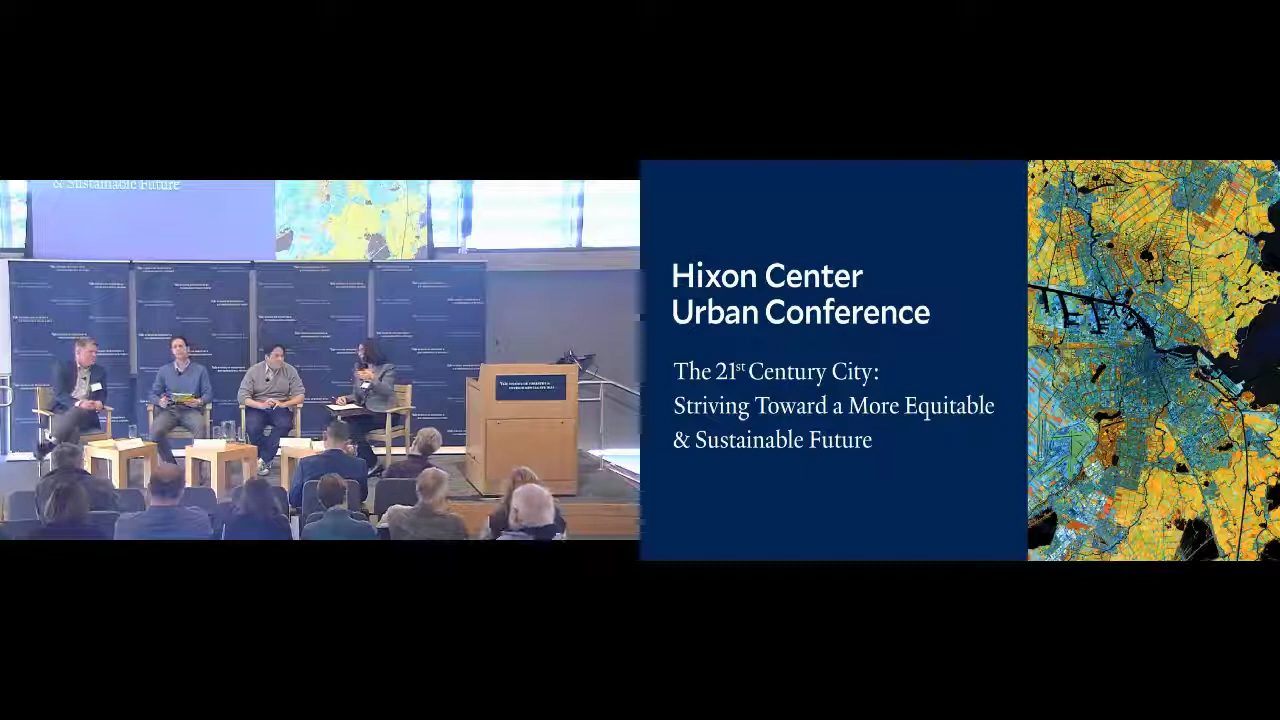 & Sustainable Future
Hixon Center
Urban Conference
The 21st Century City:
Striving Toward a More Equitable
& Sustainable Future